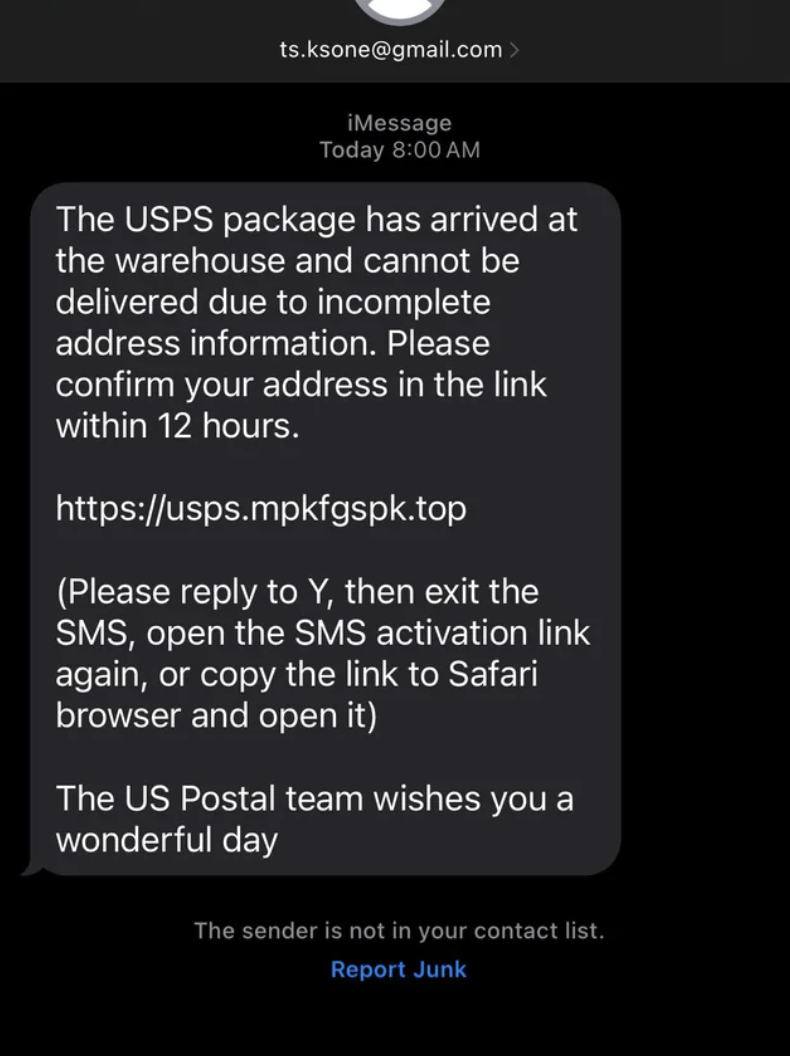 ts.ksone@gmail.com
iMessage
Today 8:00 AM
The USPS package has arrived at
the warehouse and cannot be
delivered due to incomplete
address information. Please
confirm your address in the link
within 12 hours.
https://usps.mpkfgspk.top
(Please reply to Y, then exit the
SMS, open the SMS activation link
again, or copy the link to Safari
browser and open it)
The US Postal team wishes you a
wonderful day
The sender is not in your contact list.
Report Junk